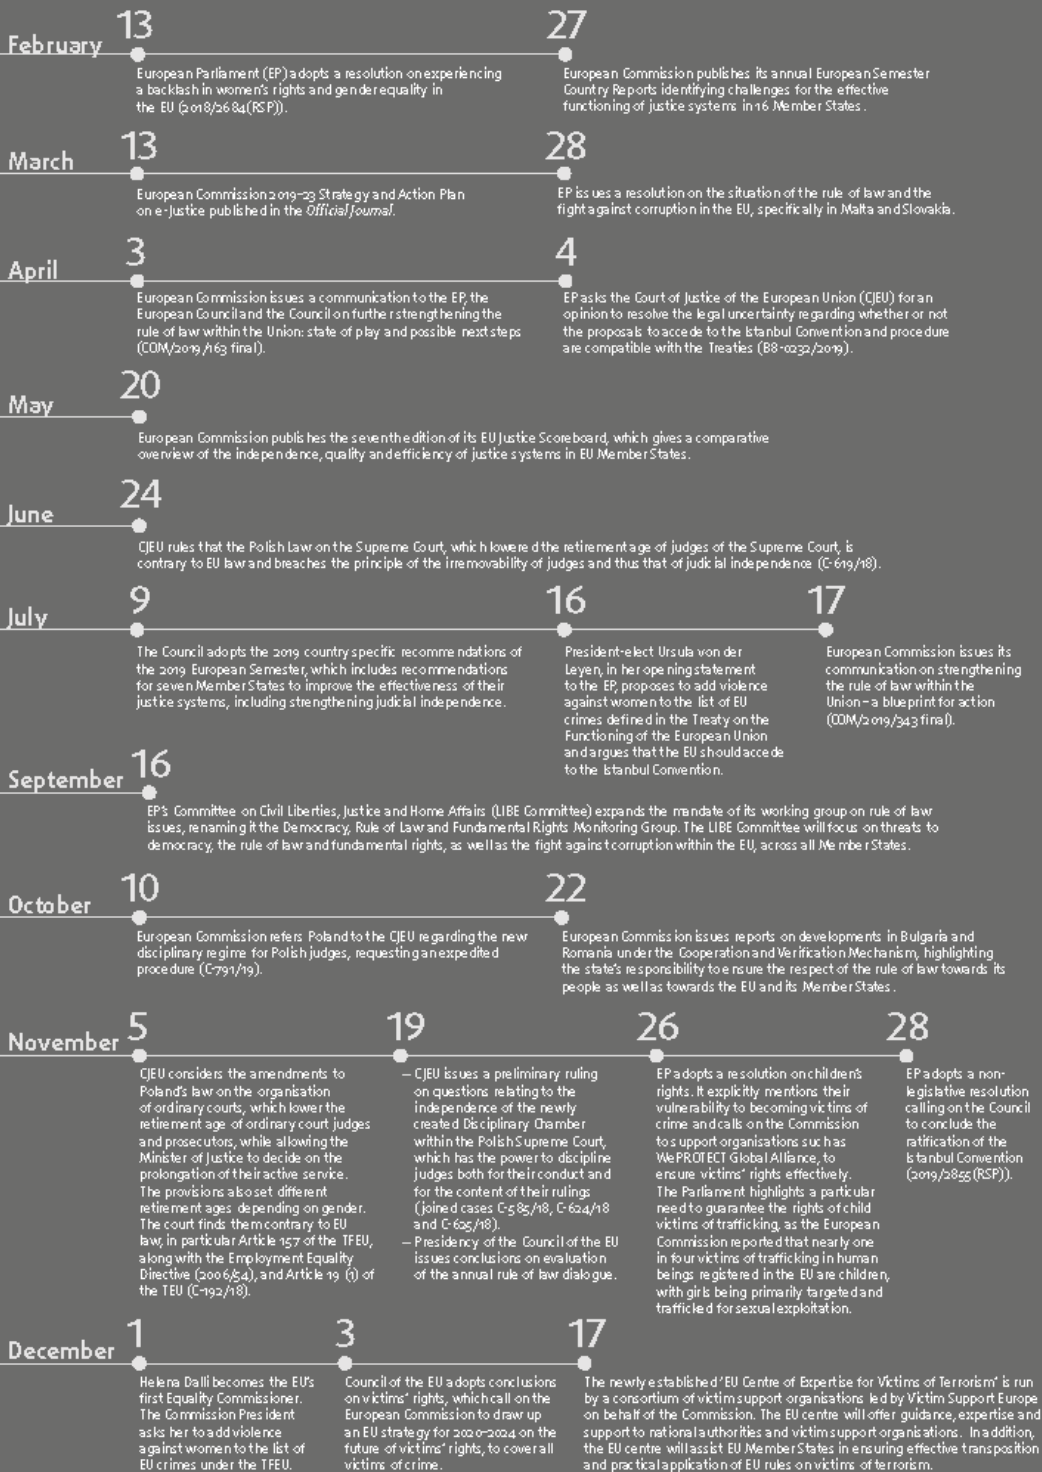 February
13
European Parliament (EP) adopts a resolution on experiencing
a backlash in women's rights and gender equality in
the EU (2018/2684(RSP)).
27
European Commission publishes its annual European Semester
Country Reports identifying challenges for the effective
functioning of justice systems in 16 Member States.
March
13
European Commission 2019–23 Strategy and Action Plan
on e-Justice published in the Official Journal.
28
EP issues a resolution on the situation of the rule of law and the
fight against corruption in the EU, specifically in Malta and Slovakia.
April
3
European Commission issues a communication to the EP, the
European Council and the Council on further strengthening the
rule of law within the Union: state of play and possible next steps
(COM/2019/163 final).
4
EP asks the Court of Justice of the European Union (CJEU) for an
opinion to resolve the legal uncertainty regarding whether or not
the proposals to accede to the Istanbul Convention and procedure
are compatible with the Treaties (B8-0232/2019).
May
20
European Commission publishes the seventh edition of its EU Justice Scoreboard, which gives a comparative
overview of the independence, quality and efficiency of justice systems in EU Member States.
June
24
CJEU rules that the Polish Law on the Supreme Court, which lowered the retirement age of judges of the Supreme Court, is
contrary to EU law and breaches the principle of the irremovability of judges and thus that of judicial independence (C-619/18).
July
9
The Council adopts the 2019 country specific recommendations of
the 2019 European Semester, which includes recommendations
for seven Member States to improve the effectiveness of their
justice systems, including strengthening judicial independence.
16
President-elect Ursula von der
Leyen, in her opening statement
to the EP, proposes to add violence
against women to the list of EU
crimes defined in the Treaty on the
Functioning of the European Union
and argues that the EU should accede
to the Istanbul Convention.
17
European Commission issues its
communication on strengthening
the rule of law within the
Union – a blueprint for action
(COM/2019/343 final).
September
16
EP's Committee on Civil Liberties, Justice and Home Affairs (LIBE Committee) expands the mandate of its working group on rule of law
issues, renaming it the Democracy, Rule of Law and Fundamental Rights Monitoring Group. The LIBE Committee will focus on threats to
democracy, the rule of law and fundamental rights, as well as the fight against corruption within the EU, across all Member States.
October
10
European Commission refers Poland to the CJEU regarding the new
disciplinary regime for Polish judges, requesting an expedited
procedure (C-791/19).
22
European Commission issues reports on developments in Bulgaria and
Romania under the Cooperation and Verification Mechanism, highlighting
the state's responsibility to ensure the respect of the rule of law towards its
people as well as towards the EU and its Member States.
November
5
CJEU considers the amendments to
Poland's law on the organisation
of ordinary courts, which lower the
retirement age of ordinary court judges
and prosecutors, while allowing the
Minister of Justice to decide on the
prolongation of their active service.
The provisions also set different
retirement ages depending on gender.
The court finds them contrary to EU
law, in particular Article 157 of the TFEU,
along with the Employment Equality
Directive (2006/54), and Article 19 (1) of
the TEU (C-192/18).
19
– CJEU issues a preliminary ruling
on questions relating to the
independence of the newly
created Disciplinary Chamber
within the Polish Supreme Court,
which has the power to discipline
judges both for their conduct and
for the content of their rulings
(joined cases C-585/18, C-624/18
and C-625/18).
– Presidency of the Council of the EU
issues conclusions on evaluation
of the annual rule of law dialogue.
26
EP adopts a resolution on children's
rights. It explicitly mentions their
vulnerability to becoming victims of
crime and calls on the Commission
to support organisations such as
WePROTECT Global Alliance, to
ensure victims' rights effectively.
The Parliament highlights a particular
need to guarantee the rights of child
victims of trafficking, as the European
Commission reported that nearly one
in four victims of trafficking in human
beings registered in the EU are children,
with girls being primarily targeted and
trafficked for sexual exploitation.
28
EP adopts a non-
legislative resolution
calling on the Council
to conclude the
ratification of the
Istanbul Convention
(2019/2855(RSP)).
December
1
Helena Dalli becomes the EU's
first Equality Commissioner.
The Commission President
asks her to add violence
against women to the list of
EU crimes under the TFEU.
3
Council of the EU adopts conclusions
on victims' rights, which call on the
European Commission to draw up
an EU strategy for 2020–2024 on the
future of victims' rights, to cover all
victims of crime.
17
The newly established 'EU Centre of Expertise for Victims of Terrorism' is run
by a consortium of victim support organisations led by Victim Support Europe
on behalf of the Commission. The EU centre will offer guidance, expertise and
support to national authorities and victim support organisations. In addition,
the EU centre will assist EU Member States in ensuring effective transposition
and practical application of EU rules on victims of terrorism.